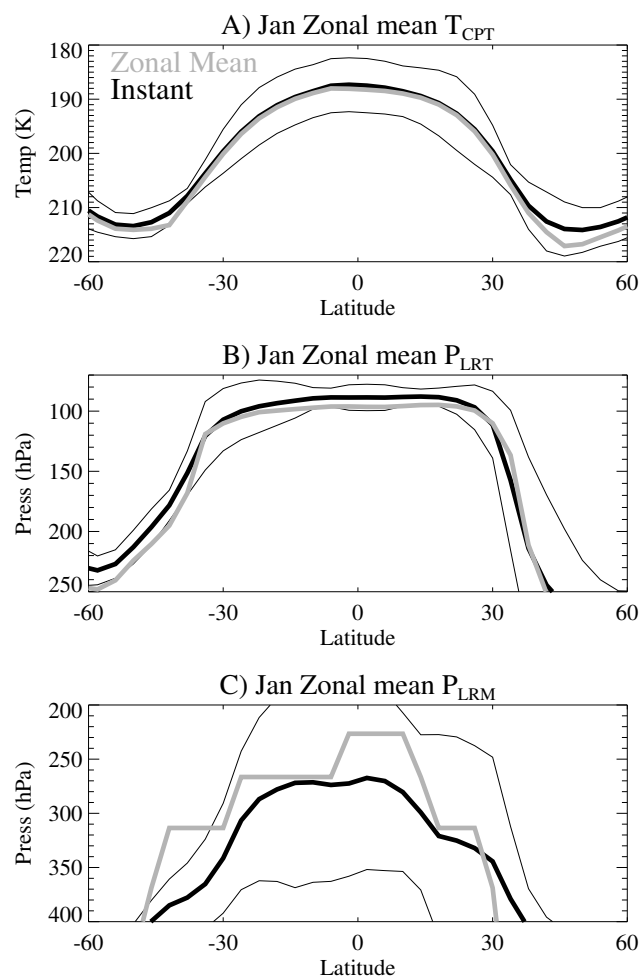 A) Jan Zonal mean T_CPT
180
Zonal Mean
Instant
190
200
210
220
Temp (K)
-60 -30 0 30 60
Latitude
B) Jan Zonal mean P_LRT
100
150
200
250
Press (hPa)
-60 -30 0 30 60
Latitude
C) Jan Zonal mean P_LRM
200
250
300
350
400
Press (hPa)
-60 -30 0 30 60
Latitude